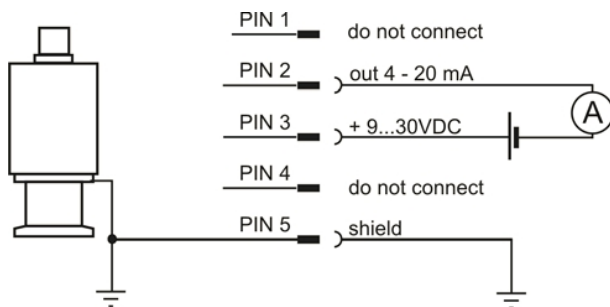 PIN 1 do not connect
PIN 2 out 4 - 20 mA
A
PIN 3 + 9...30VDC
PIN 4 do not connect
PIN 5 shield